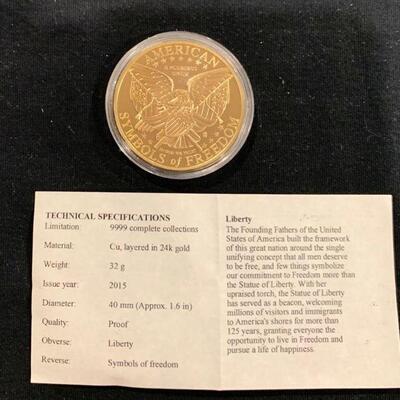 AMERICAN
E PLURIBUS
UNUM
SYMBOLS of FREEDOM
TECHNICAL SPECIFICATIONS
Limitation: 9999 complete collections
Material: Cu, layered in 24k gold
Weight: 32 g
Issue year: 2015
Diameter: 40 mm (Approx. 1.6 in)
Quality: Proof
Obverse: Liberty
Reverse: Symbols of freedom
Liberty
The Founding Fathers of the United
States of America built the framework
of this great nation around the single
unifying concept that all men deserve
to be free, and few things symbolize
our commitment to Freedom more than
the Statue of Liberty. With her
upraised torch, the Statue of Liberty
has served as a beacon, welcoming
millions of visitors and immigrants
to America's shores for more than
125 years, granting everyone the
opportunity to live in Freedom and
pursue a life of happiness.